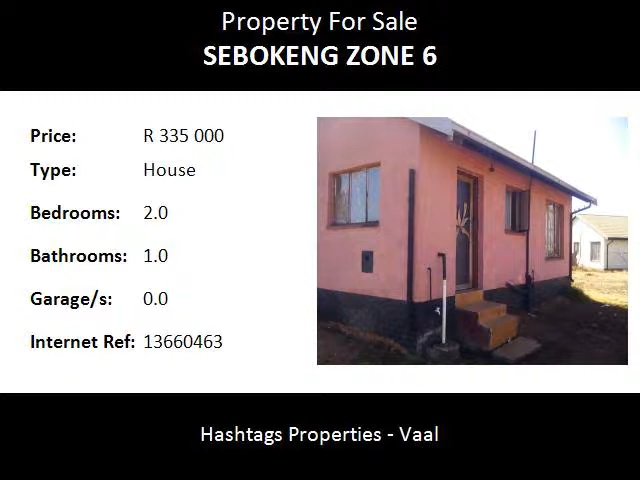 Property For Sale
SEBOKENG ZONE 6
Price: R 335 000
Type: House
Bedrooms: 2.0
Bathrooms: 1.0
Garage/s: 0.0
Internet Ref: 13660463
Hashtags Properties - Vaal